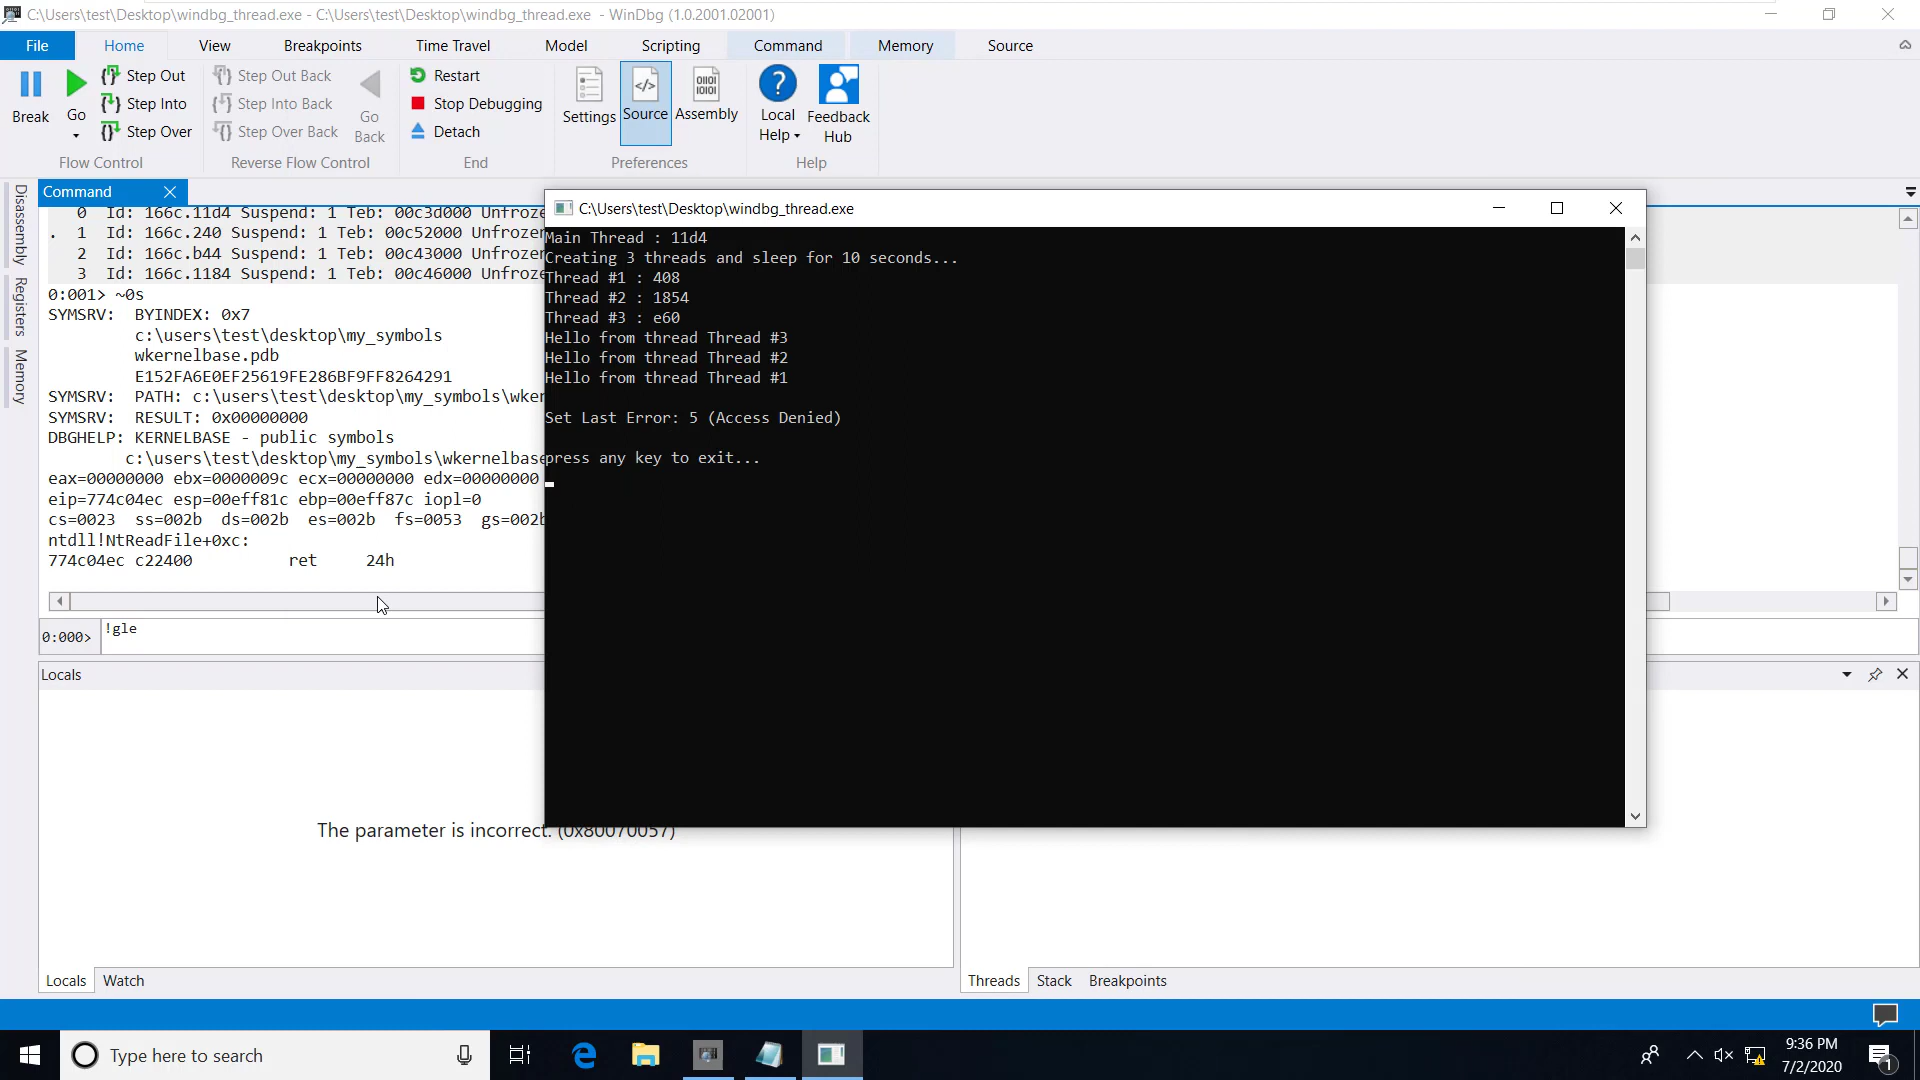 C:\Users\test\Desktop\windbg_thread.exe - C:\Users\test\Desktop\windbg_thread.exe - WinDbg (1.0.2001.02001)
File Home View Breakpoints Time Travel Model Scripting Command Memory Source
Break
Go
Step Out
Step Into
Step Over
Flow Control
Step Out Back
Step Into Back
Step Over Back
Go Back
Reverse Flow Control
Restart
Stop Debugging
Detach
End
Settings
Source
Assembly
Preferences
Local Help
Feedback Hub
Help
Disassembly
Registers
Memory
Command
0 Id: 166c.11d4 Suspend: 1 Teb: 00c3d000 Unfroze
. 1 Id: 166c.240 Suspend: 1 Teb: 00c52000 Unfrozen
2 Id: 166c.b44 Suspend: 1 Teb: 00c43000 Unfrozen
3 Id: 166c.1184 Suspend: 1 Teb: 00c46000 Unfroze
0:001> ~0s
SYMSRV: BYINDEX: 0x7
c:\users\test\desktop\my_symbols
wkernelbase.pdb
E152FA6E0EF25619FE286BF9FF8264291
SYMSRV: PATH: c:\users\test\desktop\my_symbols\wker
SYMSRV: RESULT: 0x00000000
DBGHELP: KERNELBASE - public symbols
c:\users\test\desktop\my_symbols\wkernelbase
eax=00000000 ebx=0000009c ecx=00000000 edx=00000000
eip=774c04ec esp=00eff81c ebp=00eff87c iopl=0
cs=0023 ss=002b ds=002b es=002b fs=0053 gs=002b
ntdll!NtReadFile+0xc:
774c04ec c22400 ret 24h
0:000> !gle
C:\Users\test\Desktop\windbg_thread.exe
Main Thread : 11d4
Creating 3 threads and sleep for 10 seconds...
Thread #1 : 408
Thread #2 : 1854
Thread #3 : e60
Hello from thread Thread #3
Hello from thread Thread #2
Hello from thread Thread #1
Set Last Error: 5 (Access Denied)
press any key to exit...
Locals
The parameter is incorrect. (0x80070057)
Locals Watch
Threads Stack Breakpoints
Type here to search
9:36 PM
7/2/2020
1